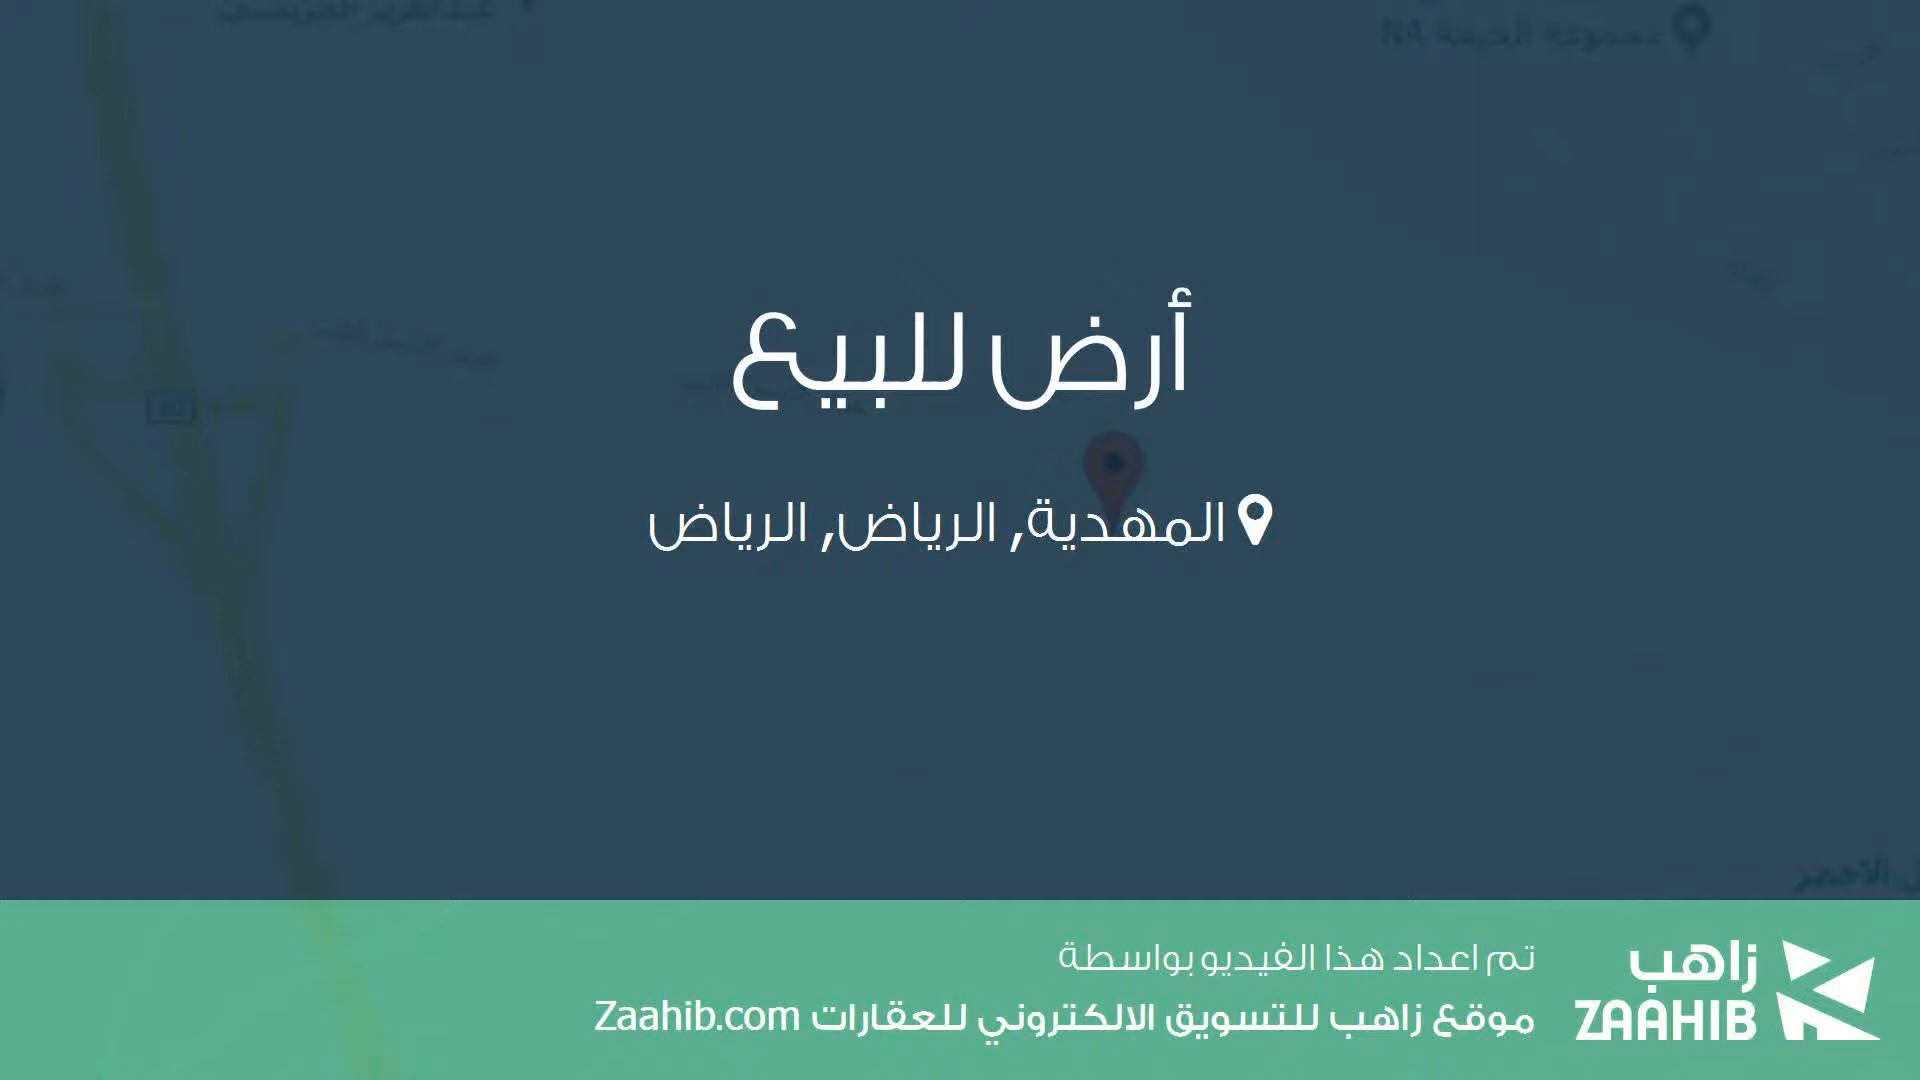 أرض للبيع
المهدية, الرياض, الرياض
تم اعداد هذا الفيديو بواسطة
موقع زاهب للتسويق الالكتروني للعقارات Zaahib.com
زاهب
ZAAHIB